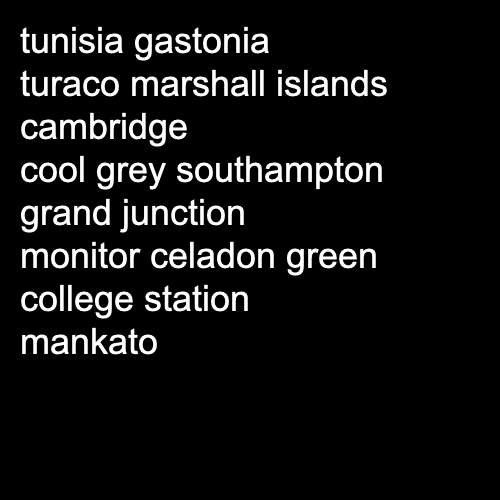 tunisia gastonia
turaco marshall islands
cambridge
cool grey southampton
grand junction
monitor celadon green
college station
mankato